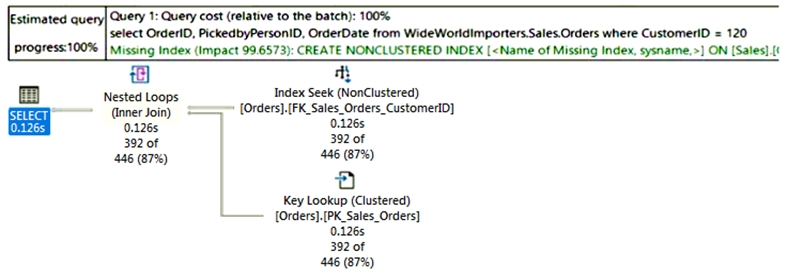 Estimated query
progress:100%
Query 1: Query cost (relative to the batch): 100%
select OrderID, PickedbyPersonID, OrderDate from WideWorldImporters.Sales.Orders where CustomerID = 120
Missing Index (Impact 99.6573): CREATE NONCLUSTERED INDEX [<Name of Missing Index, sysname,>] ON [Sales].[
SELECT
0.126s
Nested Loops
(Inner Join)
0.126s
392 of
446 (87%)
Index Seek (NonClustered)
[Orders].[FK_Sales_Orders_CustomerID]
0.126s
392 of
446 (87%)
Key Lookup (Clustered)
[Orders].[PK_Sales_Orders]
0.126s
392 of
446 (87%)